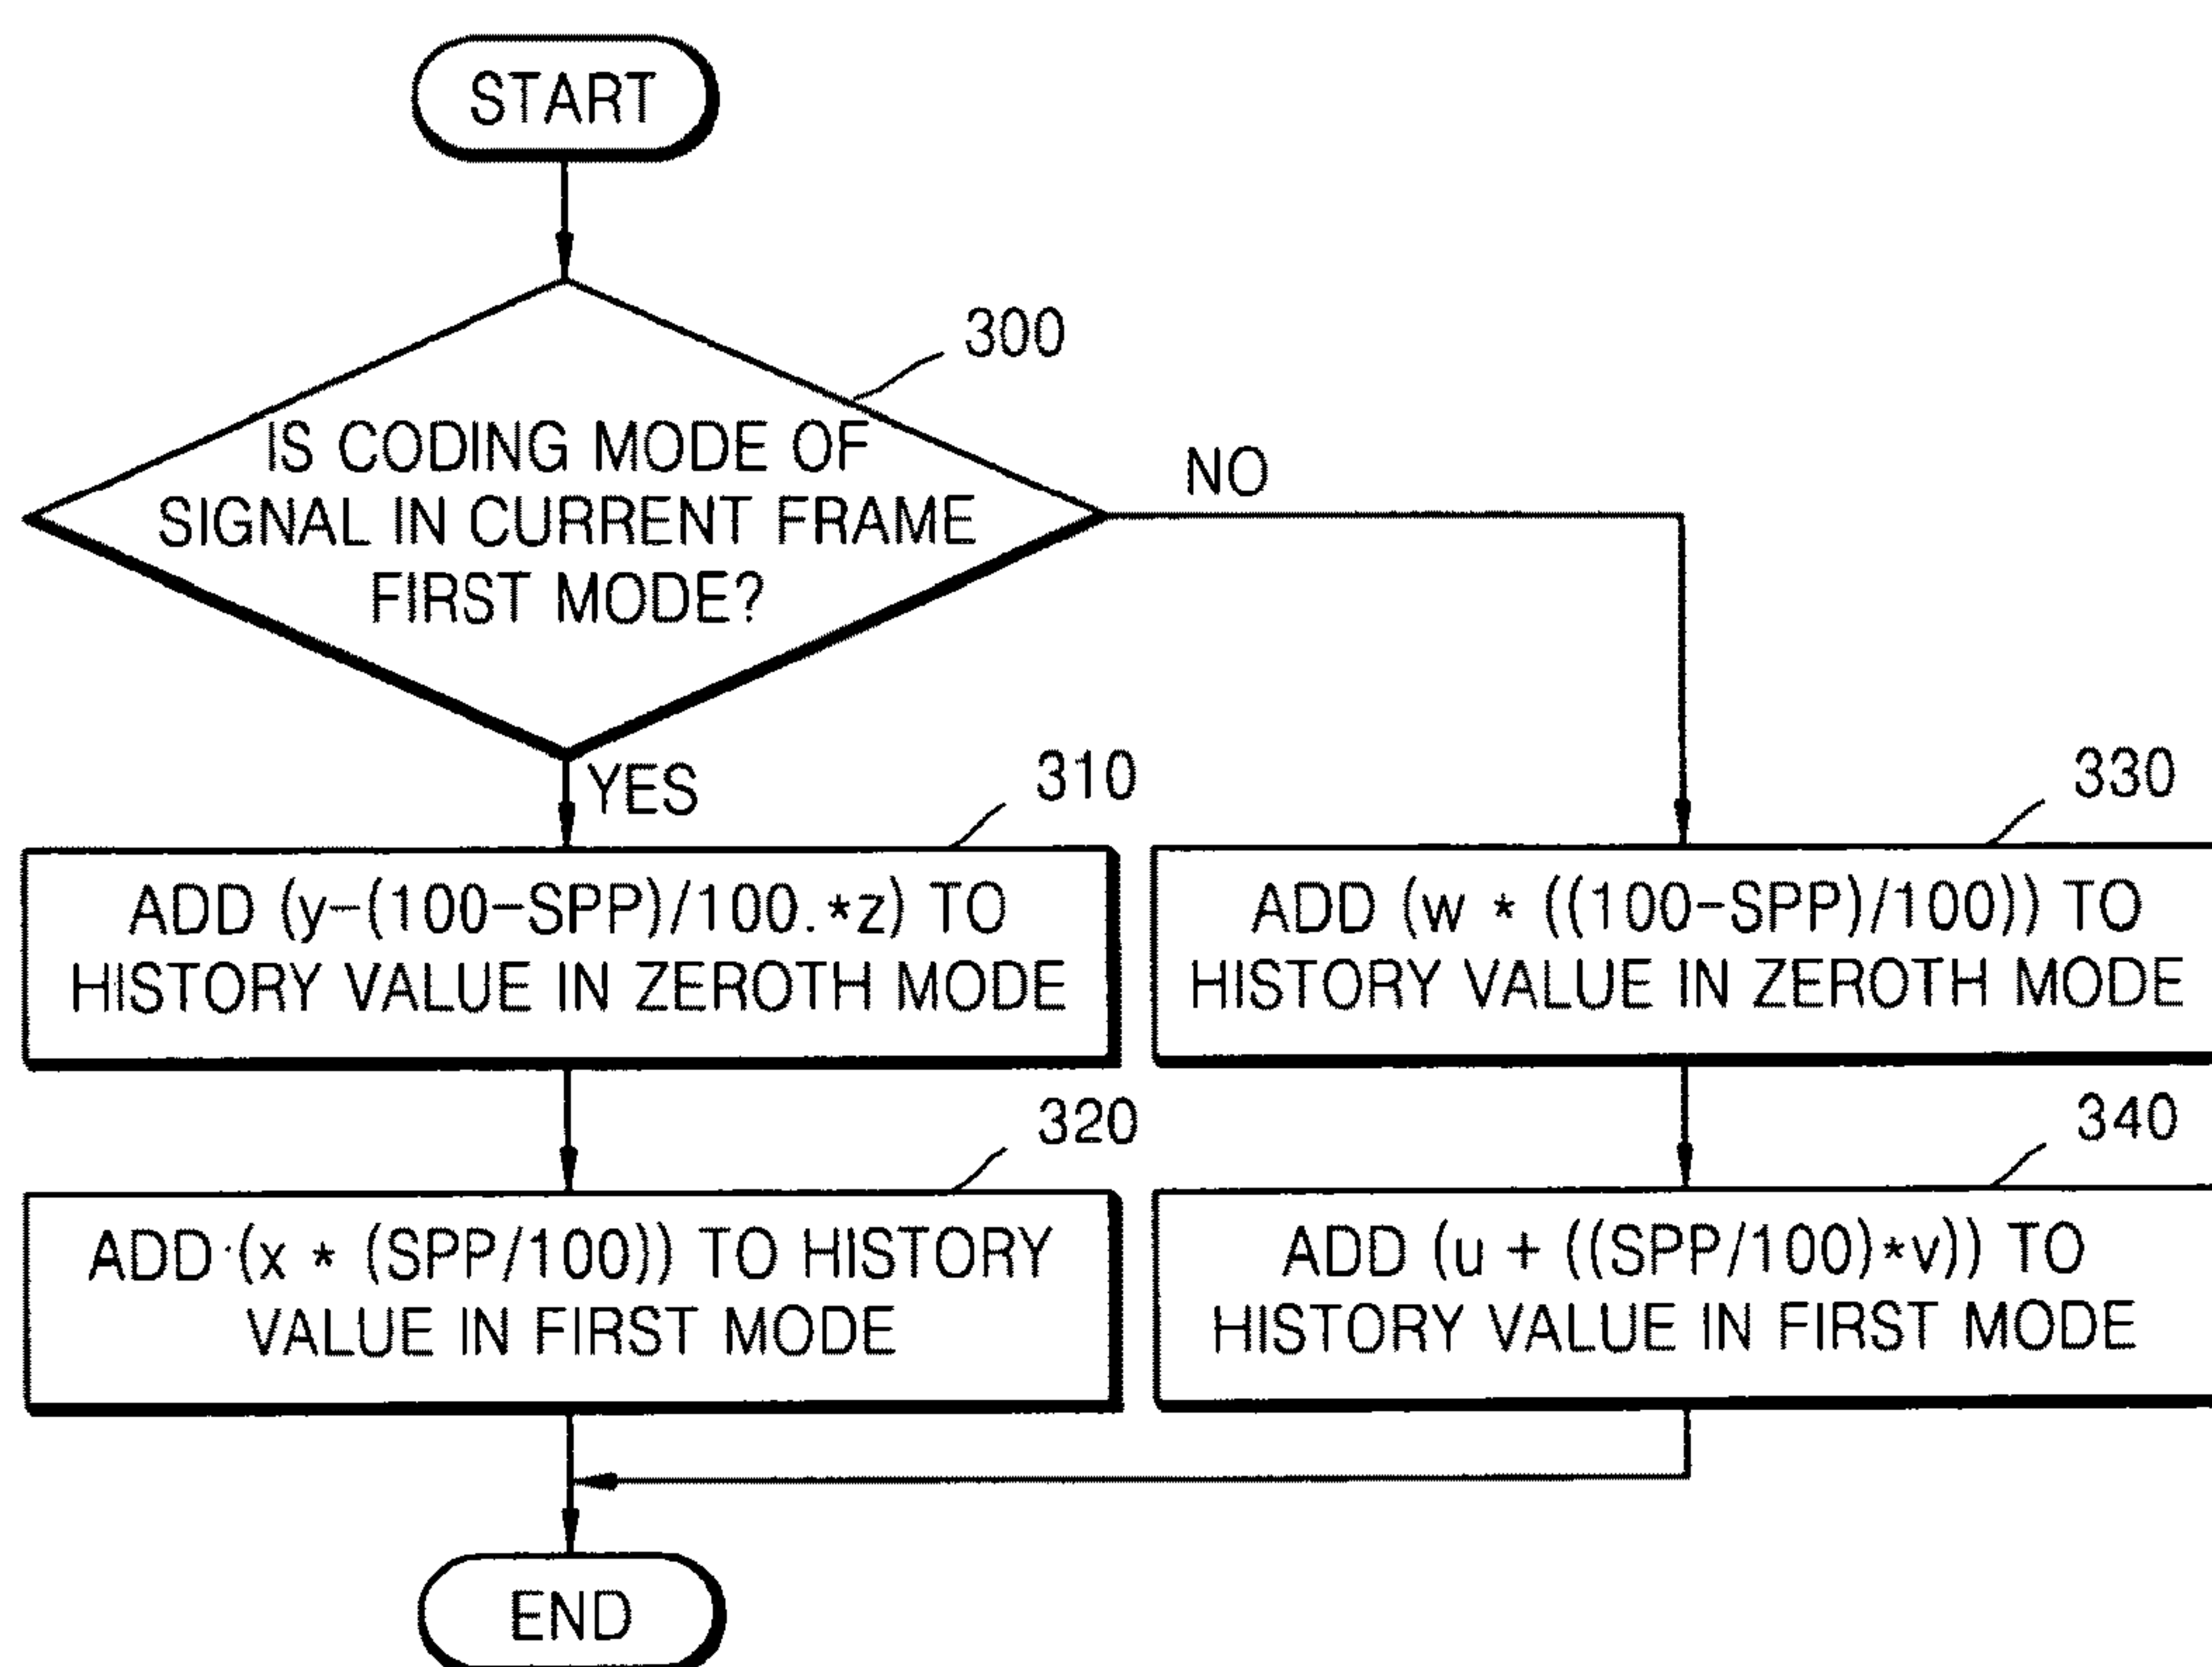 START
300
IS CODING MODE OF
SIGNAL IN CURRENT FRAME
FIRST MODE?
NO
YES
310
ADD (y-(100-SPP)/100.*z) TO
HISTORY VALUE IN ZEROTH MODE
330
ADD (w * ((100-SPP)/100)) TO
HISTORY VALUE IN ZEROTH MODE
320
ADD (x * (SPP/100)) TO HISTORY
VALUE IN FIRST MODE
340
ADD (u + ((SPP/100)*v)) TO
HISTORY VALUE IN FIRST MODE
END